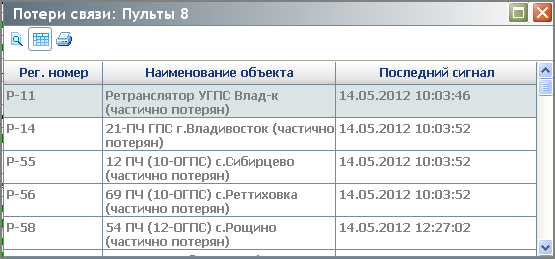 Потери связи: Пульты 8
Рег. номер Наименование объекта Последний сигнал
Р-11 Ретранслятор УГПС Влад-к 14.05.2012 10:03:46
(частично потерян)
Р-14 21-ПЧ ГПС г.Владивосток (частично 14.05.2012 10:03:52
потерян)
Р-55 12 ПЧ (10-ОГПС) с.Сибирцево 14.05.2012 10:03:52
(частично потерян)
Р-56 69 ПЧ (10-ОГПС) с.Реттиховка 14.05.2012 10:03:52
(частично потерян)
Р-58 54 ПЧ (12-ОГПС) с.Рощино 14.05.2012 12:27:02
(частично потерян)